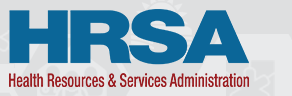 HRSA
Health Resources & Services Administration